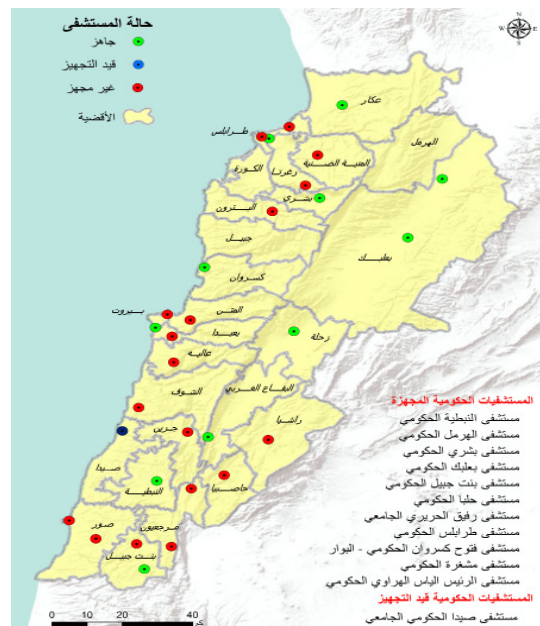 حالة المستشفى
جاهز
قيد التجهيز
غير مجهز
الأقضية
N
W
E
S
عكار
طرابلس
الهرمل
المنية الضنية
زغرتا
الكورة
بشري
البترون
جبيل
بعلبك
كسروان
المتن
بيروت
بعبدا
زحلة
عاليه
الشوف
البقاع الغربي
راشيا
جزين
صيدا
النبطية
حاصبيا
صور
مرجعيون
بنت جبيل
المستشفيات الحكومية المجهزة
مستشفى النبطية الحكومي
مستشفى الهرمل الحكومي
مستشفى بشري الحكومي
مستشفى بعلبك الحكومي
مستشفى بنت جبيل الحكومي
مستشفى حلبا الحكومي
مستشفى رفيق الحريري الجامعي
مستشفى طرابلس الحكومي
مستشفى فتوح كسروان الحكومي - البوار
مستشفى مشغرة الحكومي
مستشفى الرئيس الياس الهراوي الحكومي
المستشفيات الحكومية قيد التجهيز
مستشفى صيدا الحكومي الجامعي
0 10 20 40
كم